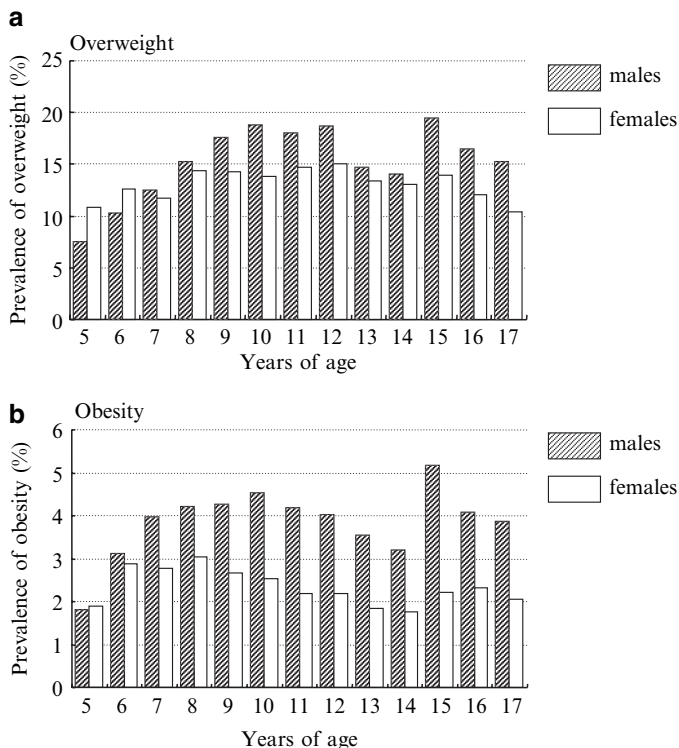 a
Overweight
Prevalence of overweight (%)
25
20
15
10
5
0
5 6 7 8 9 10 11 12 13 14 15 16 17
Years of age
males
females
b
Obesity
Prevalence of obesity (%)
6
5
4
3
2
1
0
5 6 7 8 9 10 11 12 13 14 15 16 17
Years of age
males
females